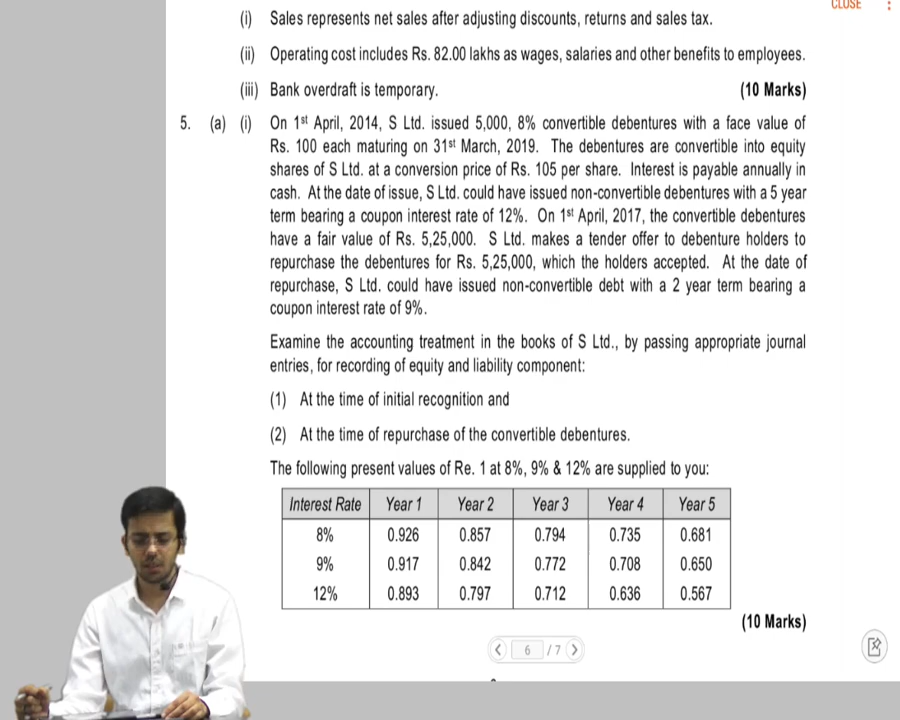 CLOSE
(i) Sales represents net sales after adjusting discounts, returns and sales tax.
(ii) Operating cost includes Rs. 82.00 lakhs as wages, salaries and other benefits to employees.
(iii) Bank overdraft is temporary. (10 Marks)
5. (a) (i) On 1st April, 2014, S Ltd. issued 5,000, 8% convertible debentures with a face value of
Rs. 100 each maturing on 31st March, 2019. The debentures are convertible into equity
shares of S Ltd. at a conversion price of Rs. 105 per share. Interest is payable annually in
cash. At the date of issue, S Ltd. could have issued non-convertible debentures with a 5 year
term bearing a coupon interest rate of 12%. On 1st April, 2017, the convertible debentures
have a fair value of Rs. 5,25,000. S Ltd. makes a tender offer to debenture holders to
repurchase the debentures for Rs. 5,25,000, which the holders accepted. At the date of
repurchase, S Ltd. could have issued non-convertible debt with a 2 year term bearing a
coupon interest rate of 9%.
Examine the accounting treatment in the books of S Ltd., by passing appropriate journal
entries, for recording of equity and liability component:
(1) At the time of initial recognition and
(2) At the time of repurchase of the convertible debentures.
The following present values of Re. 1 at 8%, 9% & 12% are supplied to you:
Interest Rate Year 1 Year 2 Year 3 Year 4 Year 5
8% 0.926 0.857 0.794 0.735 0.681
9% 0.917 0.842 0.772 0.708 0.650
12% 0.893 0.797 0.712 0.636 0.567
(10 Marks)
6 / 7